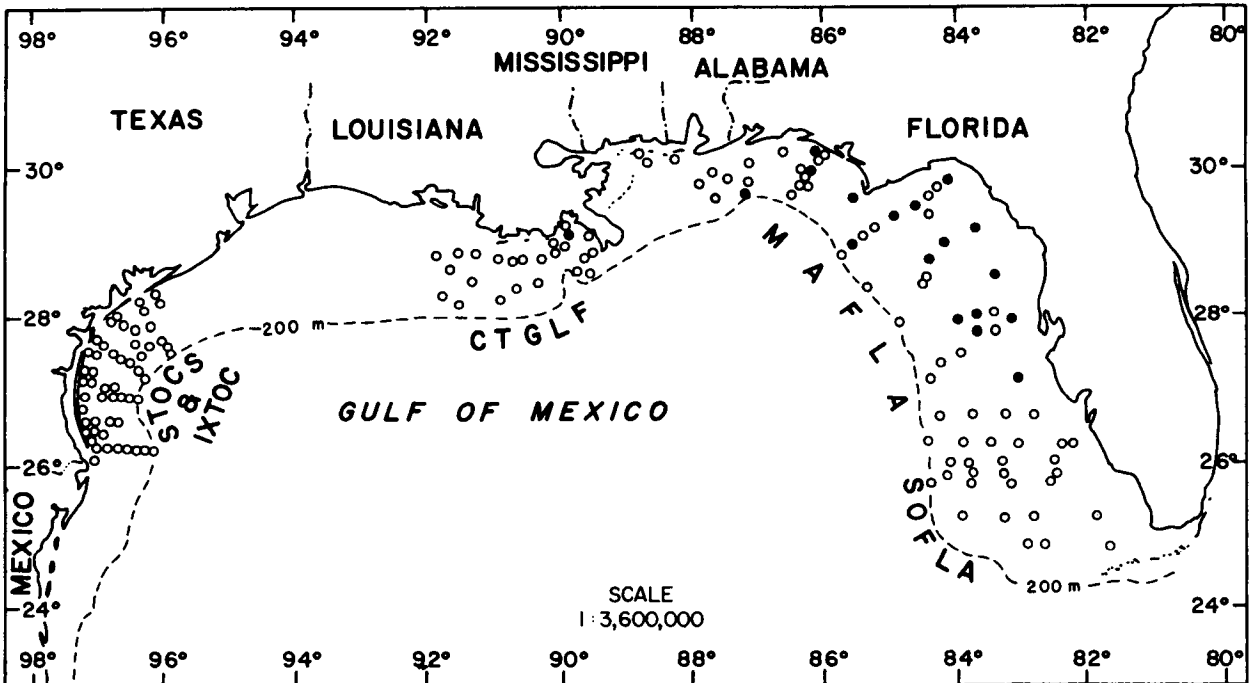 98° 96° 94° 90° 88° 86° 82° 80°
MISSISSIPPI ALABAMA
TEXAS LOUISIANA FLORIDA
30° 30°
MAFLA
28° 28°
200 m
CTGLF
STOCS
&
IXTOC
GULF OF MEXICO
26° 26°
SOFLA
MEXICO
200 m
SCALE
1:3,600,000
24° 24°
98° 96° 94° 92° 90° 88° 86° 84° 82° 80°